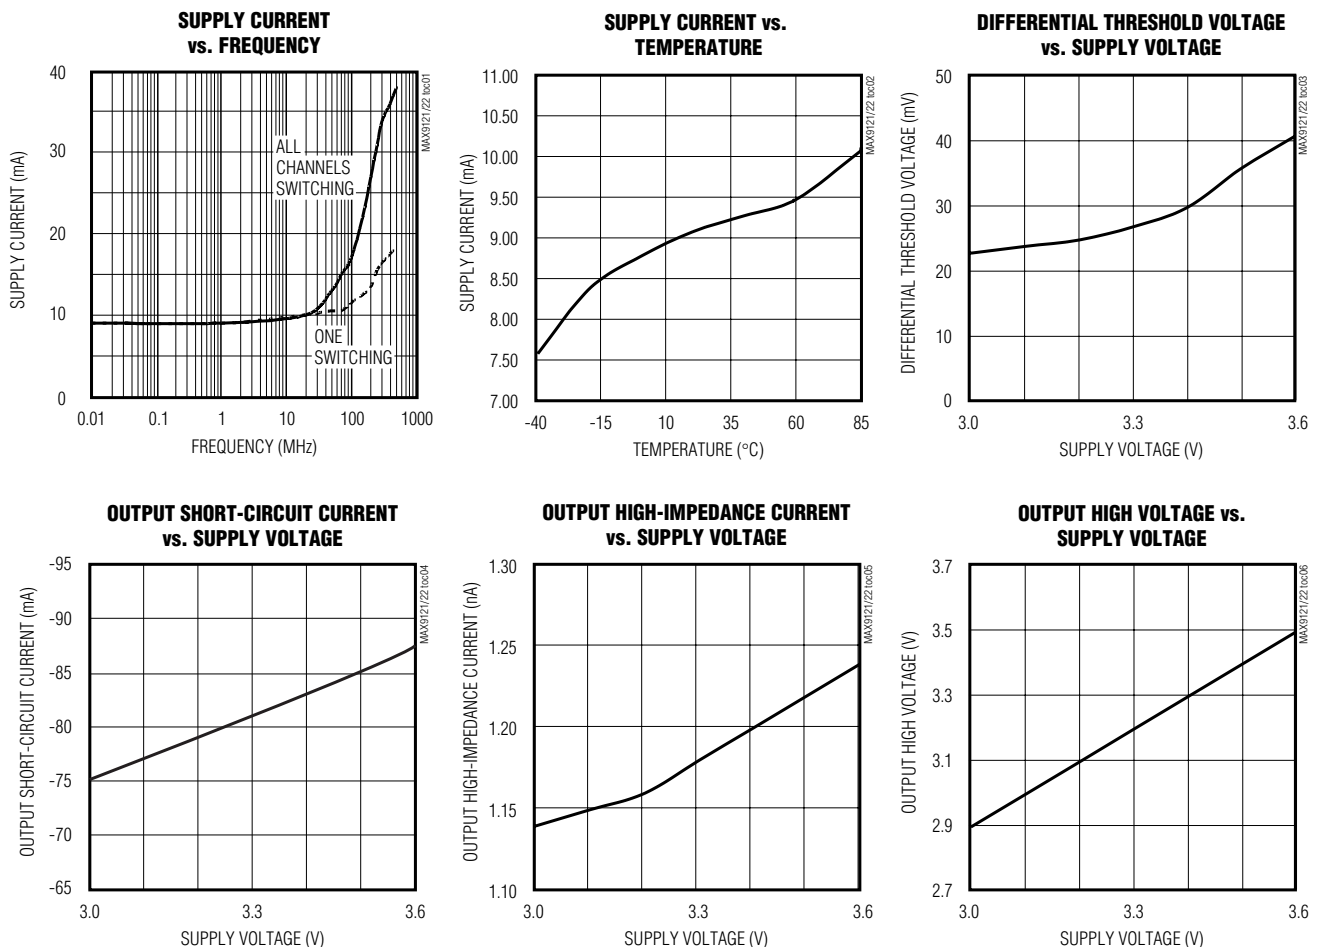 SUPPLY CURRENT
vs. FREQUENCY
40
30
20
10
0
SUPPLY CURRENT (mA)
ALL
CHANNELS
SWITCHING
ONE
SWITCHING
MAX9121/22 toc01
0.01
0.1
1
10
100
1000
FREQUENCY (MHz)
SUPPLY CURRENT vs.
TEMPERATURE
11.00
10.50
10.00
9.50
9.00
8.50
8.00
7.50
7.00
SUPPLY CURRENT (mA)
MAX9121/22 toc02
-40
-15
10
35
60
85
TEMPERATURE (°C)
DIFFERENTIAL THRESHOLD VOLTAGE
vs. SUPPLY VOLTAGE
50
40
30
20
10
0
DIFFERENTIAL THRESHOLD VOLTAGE (mV)
MAX9121/22 toc03
3.0
3.3
3.6
SUPPLY VOLTAGE (V)
OUTPUT SHORT-CIRCUIT CURRENT
vs. SUPPLY VOLTAGE
-95
-90
-85
-80
-75
-70
-65
OUTPUT SHORT-CIRCUIT CURRENT (mA)
MAX9121/22 toc04
3.0
3.3
3.6
SUPPLY VOLTAGE (V)
OUTPUT HIGH-IMPEDANCE CURRENT
vs. SUPPLY VOLTAGE
1.30
1.25
1.20
1.15
1.10
OUTPUT HIGH-IMPEDANCE CURRENT (nA)
MAX9121/22 toc05
3.0
3.3
3.6
SUPPLY VOLTAGE (V)
OUTPUT HIGH VOLTAGE vs.
SUPPLY VOLTAGE
3.7
3.5
3.3
3.1
2.9
2.7
OUTPUT HIGH VOLTAGE (V)
MAX9121/22 toc06
3.0
3.3
3.6
SUPPLY VOLTAGE (V)